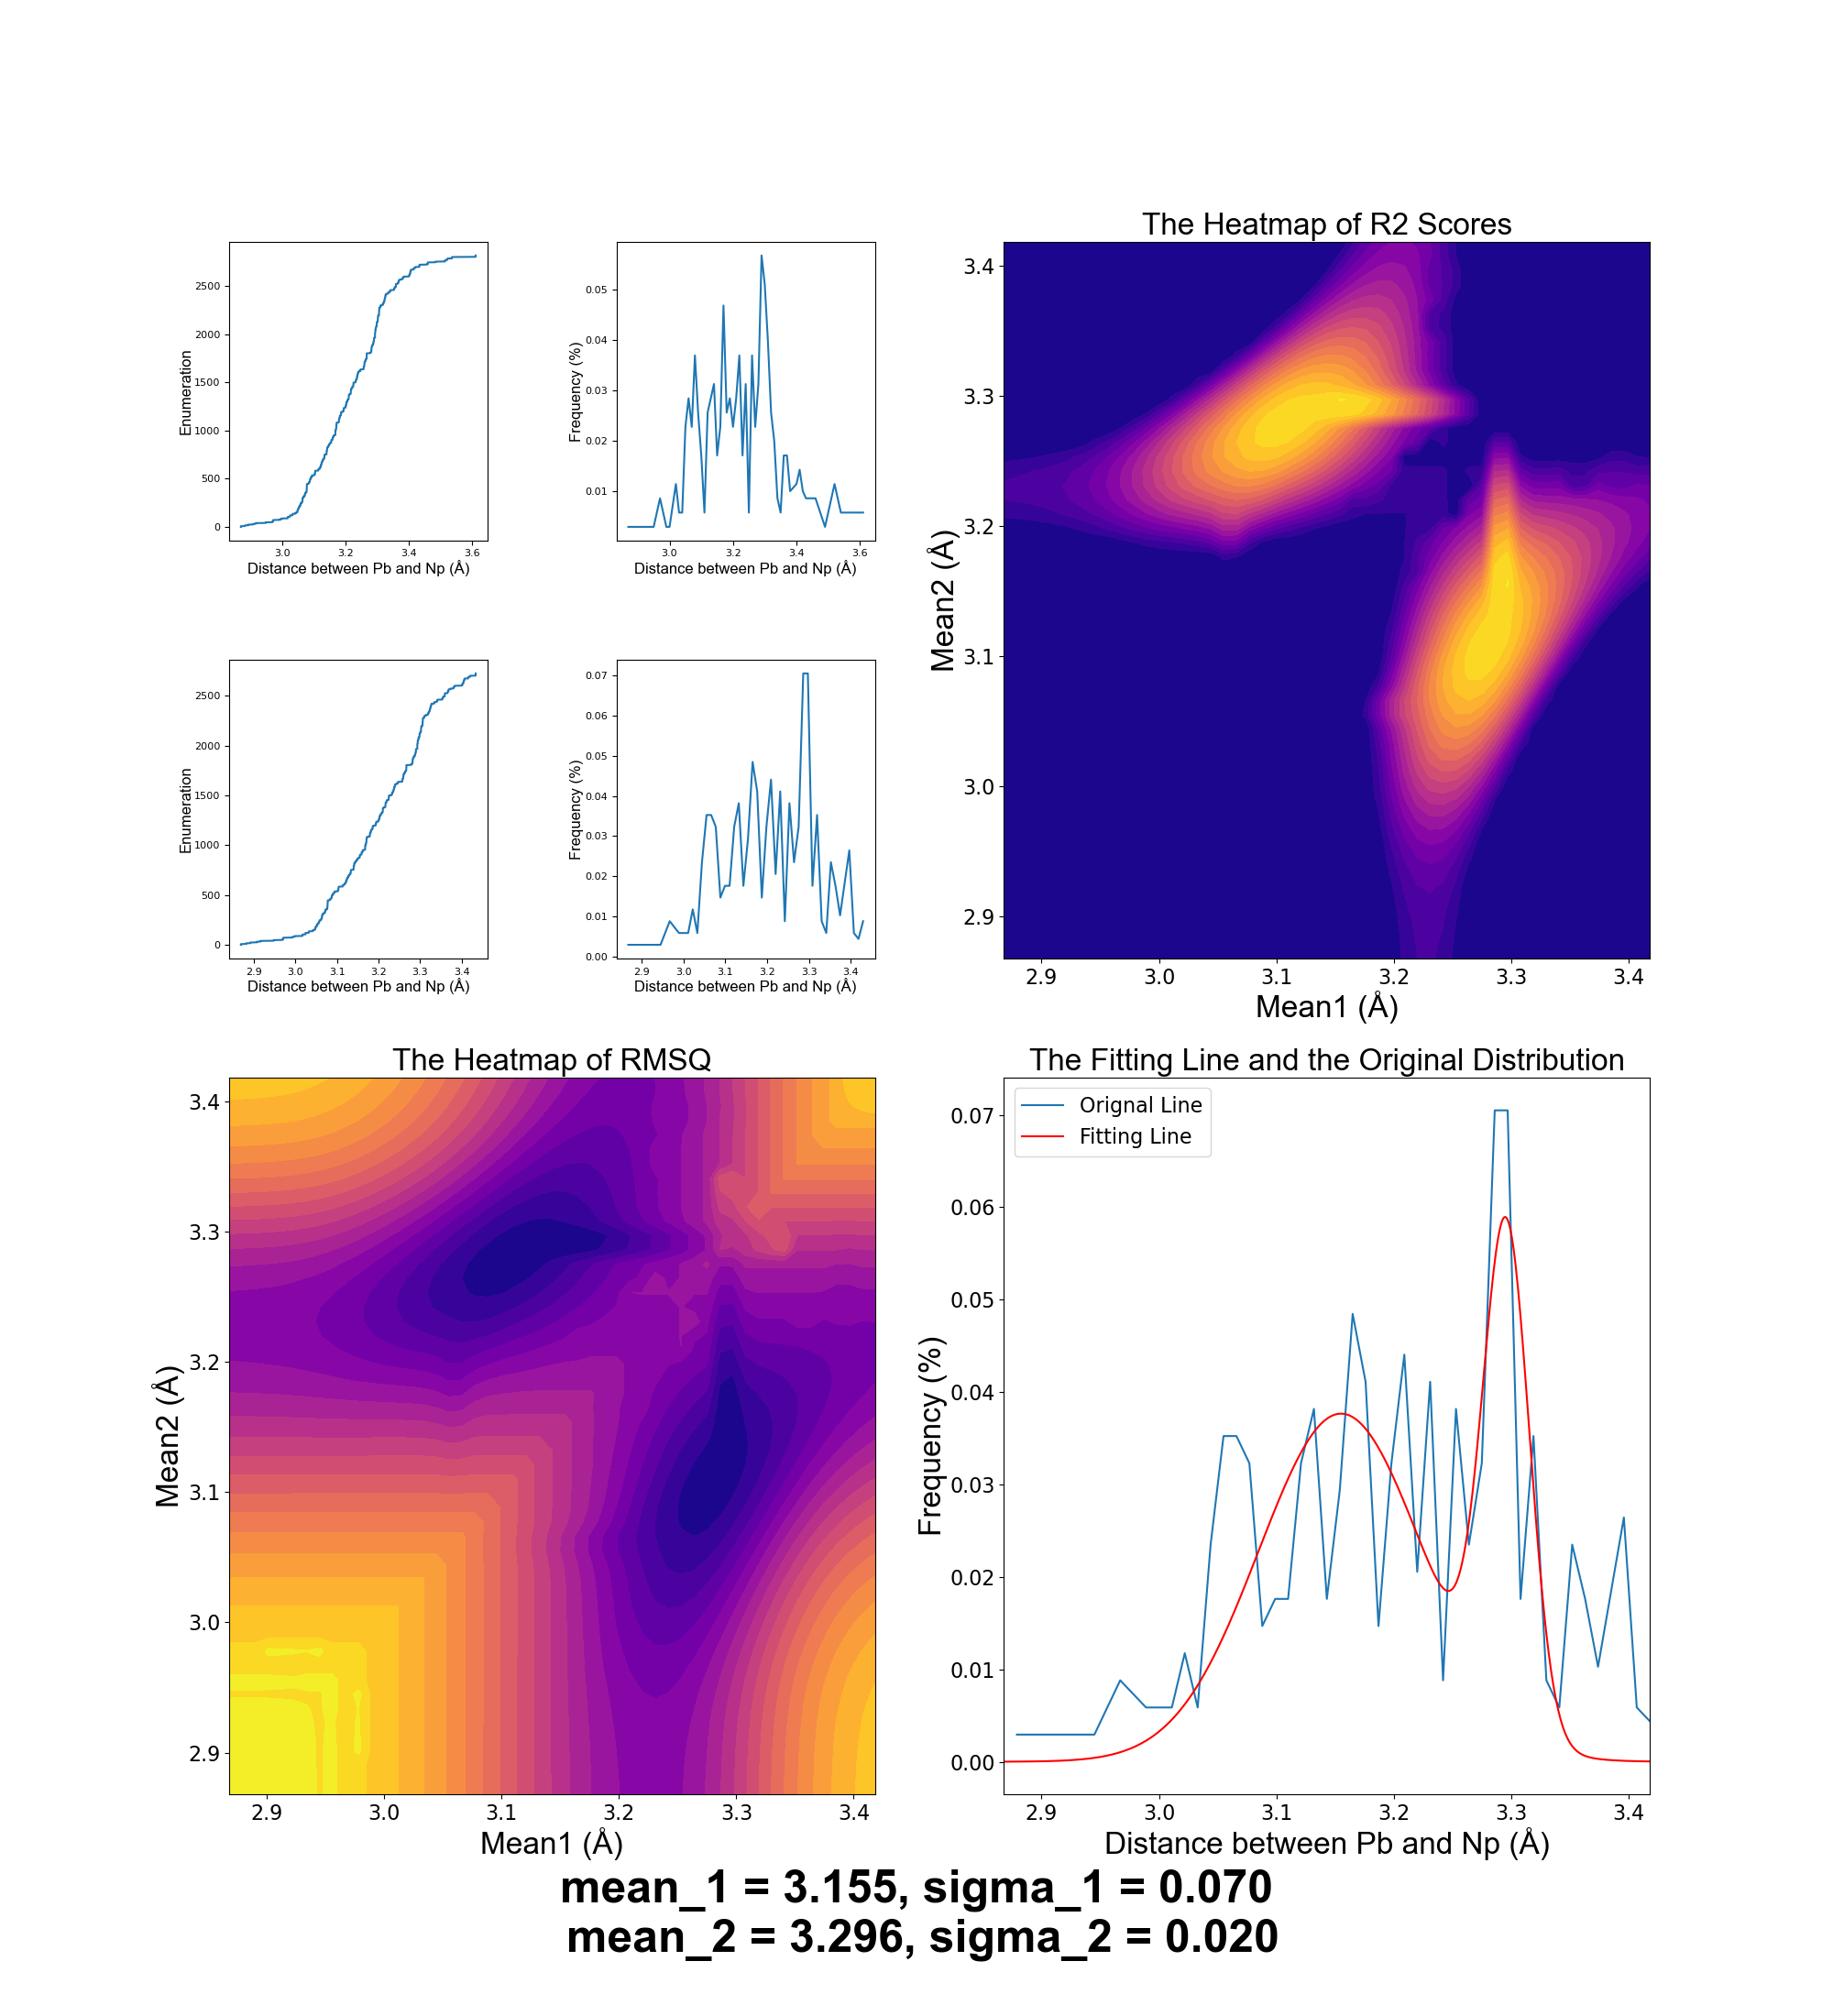 2500
2000
1500
1000
500
0
3.0 3.2 3.4 3.6
Enumeration
Distance between Pb and Np (Å)
0.05
0.04
0.03
0.02
0.01
3.0 3.2 3.4 3.6
Frequency (%)
Distance between Pb and Np (Å)
The Heatmap of R2 Scores
3.4
3.3
3.2
3.1
3.0
2.9
2.9 3.0 3.1 3.2 3.3 3.4
Mean2 (Å)
Mean1 (Å)
2500
2000
1500
1000
500
0
2.9 3.0 3.1 3.2 3.3 3.4
Enumeration
Distance between Pb and Np (Å)
0.07
0.06
0.05
0.04
0.03
0.02
0.01
0.00
2.9 3.0 3.1 3.2 3.3 3.4
Frequency (%)
Distance between Pb and Np (Å)
The Heatmap of RMSQ
3.4
3.3
3.2
3.1
3.0
2.9
2.9 3.0 3.1 3.2 3.3 3.4
Mean2 (Å)
Mean1 (Å)
The Fitting Line and the Original Distribution
Orignal Line
Fitting Line
0.07
0.06
0.05
0.04
0.03
0.02
0.01
0.00
2.9 3.0 3.1 3.2 3.3 3.4
Frequency (%)
Distance between Pb and Np (Å)
mean_1 = 3.155, sigma_1 = 0.070
mean_2 = 3.296, sigma_2 = 0.020